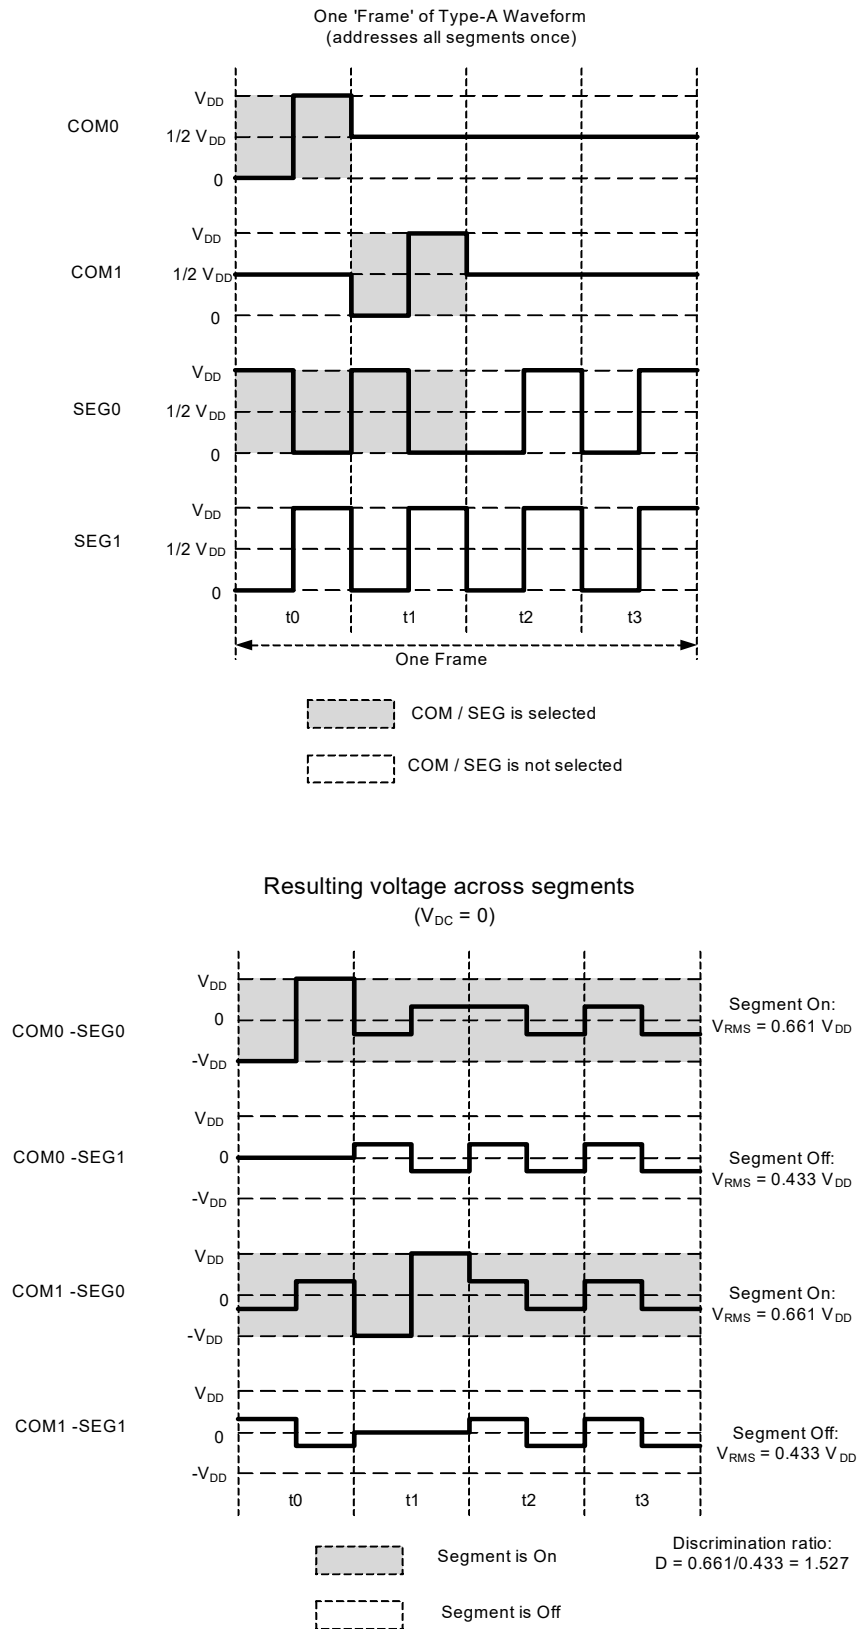 One 'Frame' of Type-A Waveform
(addresses all segments once)
COM0
VDD
1/2 VDD
0
COM1
VDD
1/2 VDD
0
SEG0
VDD
1/2 VDD
0
SEG1
VDD
1/2 VDD
0
t0 t1 t2 t3
One Frame
COM / SEG is selected
COM / SEG is not selected
Resulting voltage across segments
(VDC = 0)
COM0 -SEG0
VDD
0
-VDD
Segment On:
VRMS = 0.661 VDD
COM0 -SEG1
VDD
0
-VDD
Segment Off:
VRMS = 0.433 VDD
COM1 -SEG0
VDD
0
-VDD
Segment On:
VRMS = 0.661 VDD
COM1 -SEG1
VDD
0
-VDD
Segment Off:
VRMS = 0.433 VDD
t0 t1 t2 t3
Segment is On
Discrimination ratio:
D = 0.661/0.433 = 1.527
Segment is Off